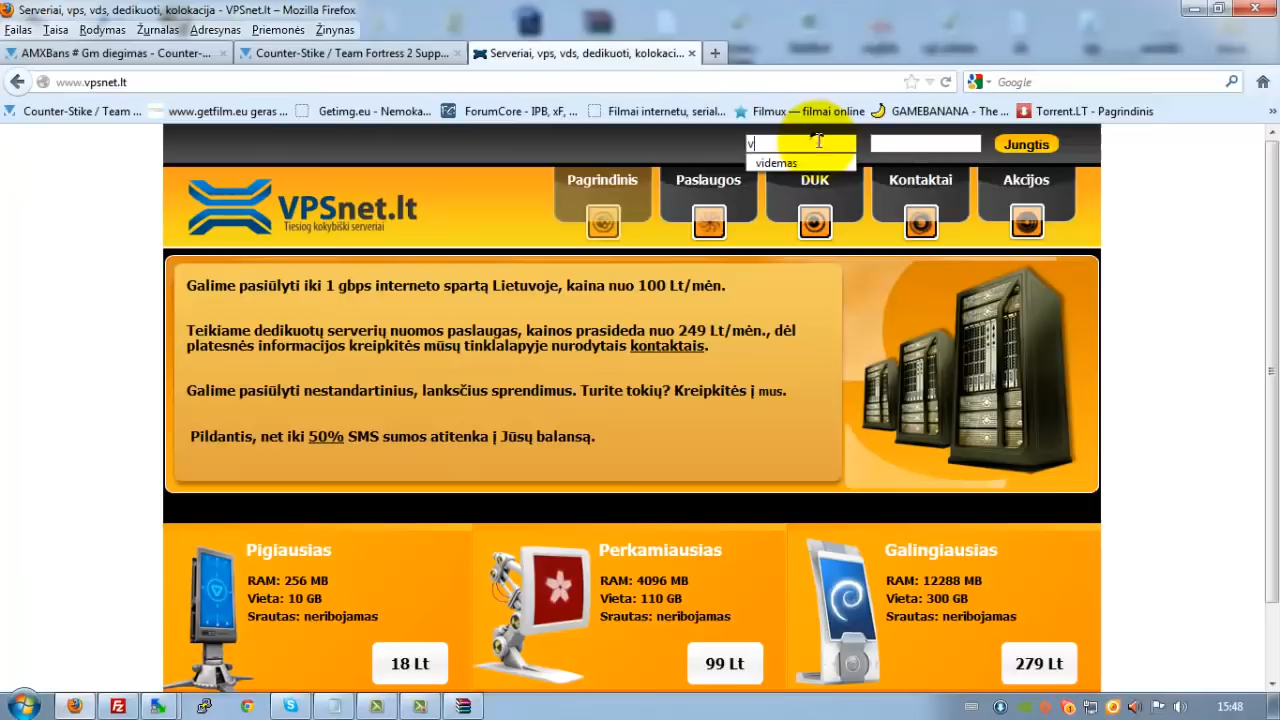 Serveriai, vps, vds, dedikuoti, kolokacija - VPSnet.lt - Mozilla Firefox
Failas Taisa Rodymas Žurnalas Adresynas Priemonės Žinynas
AMXBans # Gm diegimas - Counter-...
Counter-Stike / Team Fortress 2 Supp...
Serveriai, vps, vds, dedikuoti, kolokaci...
www.vpsnet.lt
Google
Counter-Stike / Team ...
www.getfilm.eu geras ...
Getimg.eu - Nemoka...
ForumCore - IPB, xF, ...
Filmai internetu, serial...
Filmux — filmai online
GAMEBANANA - The ...
Torrent.LT - Pagrindinis
v
Jungtis
videmas
Pagrindinis
Paslaugos
DUK
Kontaktai
Akcijos
VPSnet.lt
Tiesiog kokybiški serveriai
Galime pasiūlyti iki 1 gbps interneto spartą Lietuvoje, kaina nuo 100 Lt/mėn.
Teikiame dedikuotų serverių nuomos paslaugas, kainos prasideda nuo 249 Lt/mėn., dėl
platesnės informacijos kreipkitės mūsų tinklalapyje nurodytais kontaktais.
Galime pasiūlyti nestandartinius, lanksčius sprendimus. Turite tokių? Kreipkitės į mus.
Pildantis, net iki 50% SMS sumos atitenka į Jūsų balansą.
Pigiausias
RAM: 256 MB
Vieta: 10 GB
Srautas: neribojamas
18 Lt
Perkamiausias
RAM: 4096 MB
Vieta: 110 GB
Srautas: neribojamas
99 Lt
Galingiausias
RAM: 12288 MB
Vieta: 300 GB
Srautas: neribojamas
279 Lt
15:48